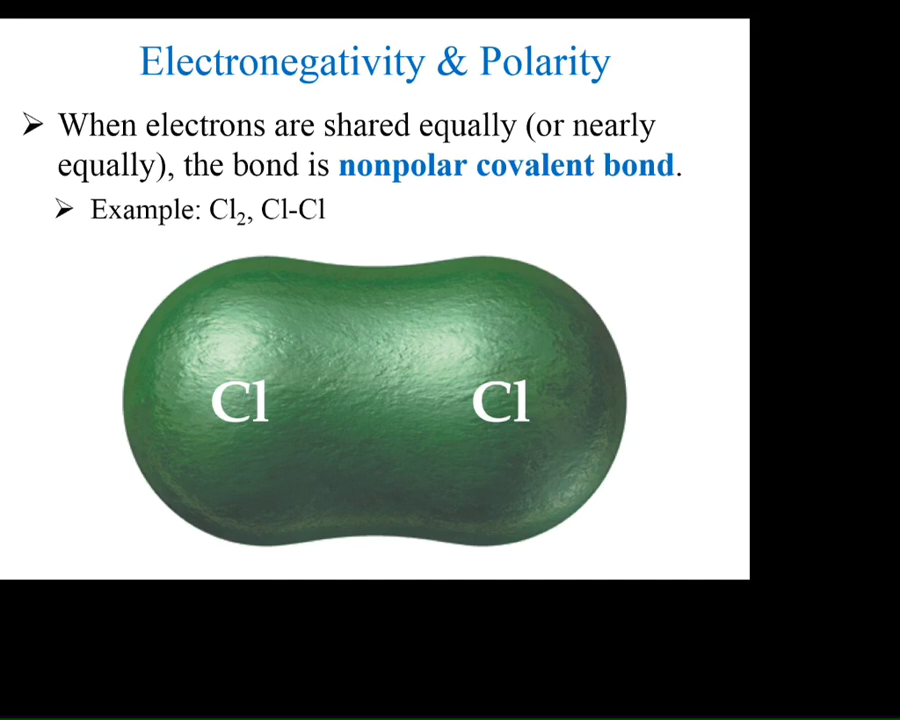 Electronegativity & Polarity
➢ When electrons are shared equally (or nearly
equally), the bond is nonpolar covalent bond.
➢ Example: Cl₂, Cl-Cl
Cl Cl